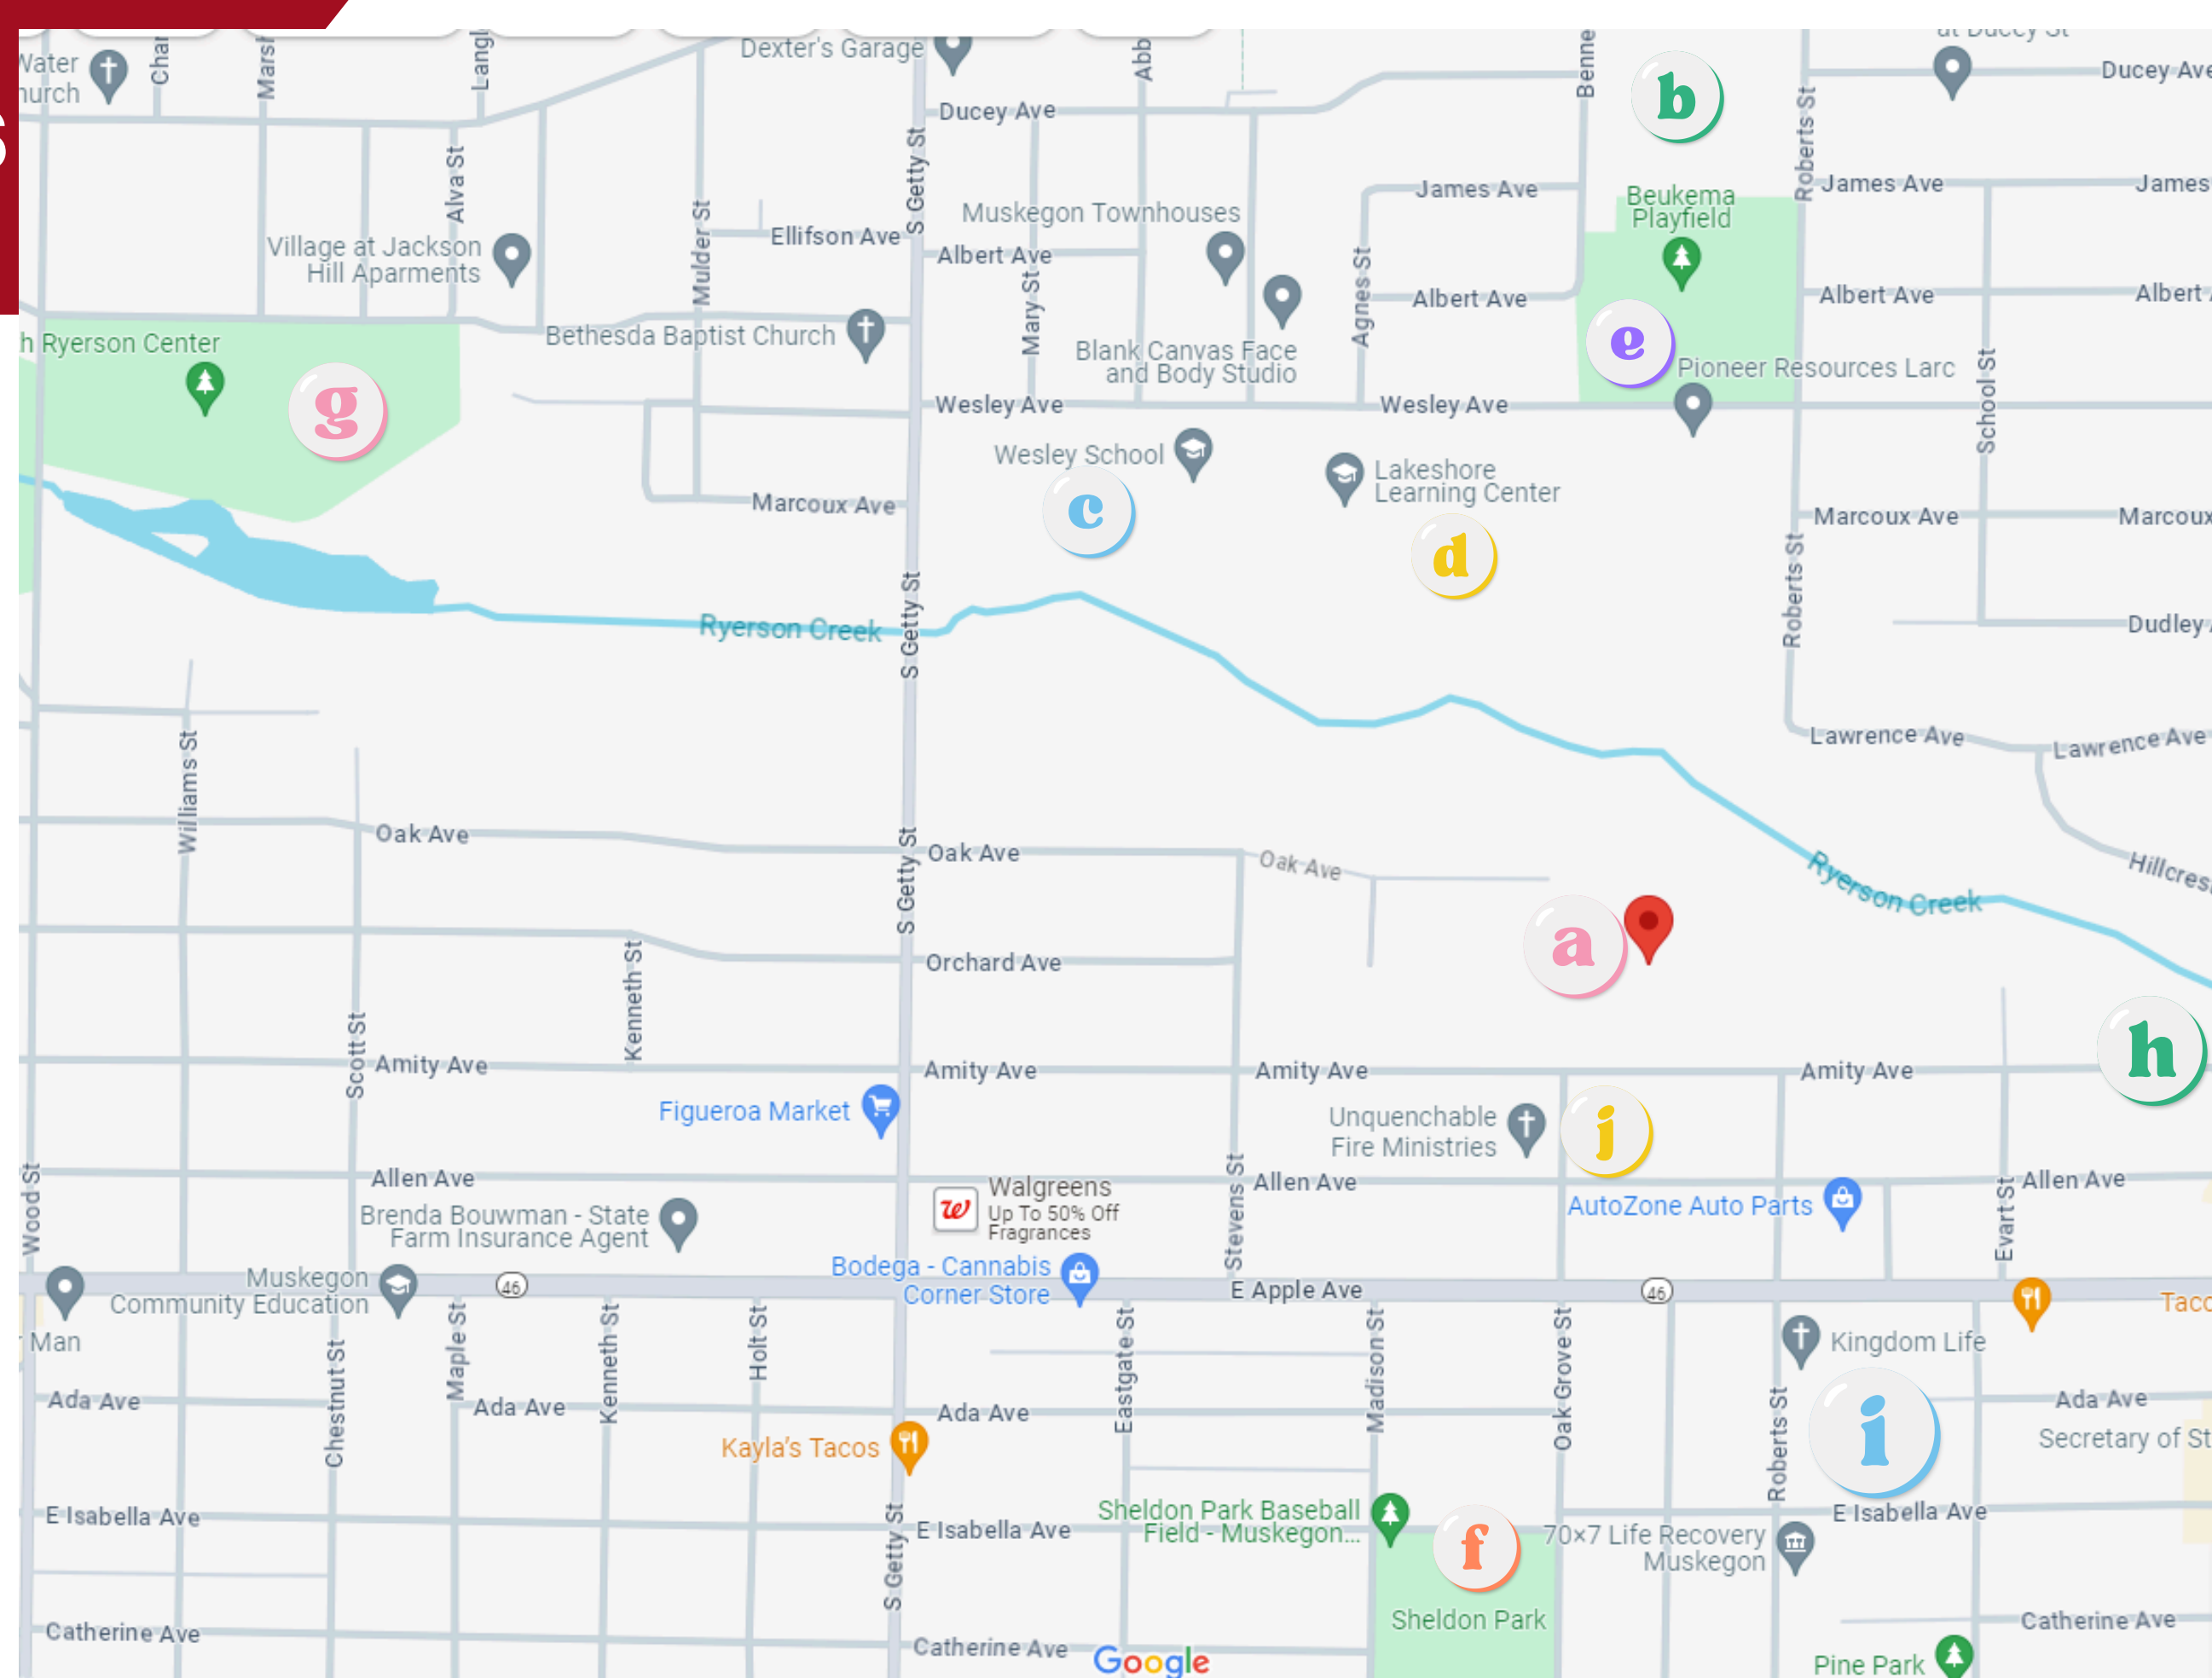 S
Water
Church
Char
Marsh
Langl
Dexter's Garage
Abb
Benne
b
at Ducey St
Ducey Ave
Ducey Ave
Roberts St
Alva St
S Getty St
James Ave
James Ave
James
Beukema
Playfield
Muskegon Townhouses
Mulder St
Ellifson Ave
Village at Jackson
Hill Aparments
Albert Ave
Mary St
Agnes St
Albert Ave
Albert Ave
Albert
h Ryerson Center
g
Bethesda Baptist Church
Blank Canvas Face
and Body Studio
e
Pioneer Resources Larc
School St
Wesley Ave
Wesley Ave
Wesley School
Lakeshore
Learning Center
Marcoux Ave
c
d
Marcoux Ave
Marcoux
Ryerson Creek
S Getty St
Roberts St
Dudley
Lawrence Ave
Lawrence Ave
Williams St
Oak Ave
S Getty St
Oak Ave
Oak Ave
Ryerson Creek
Hillcres
a
Orchard Ave
Kenneth St
Scott St
h
Amity Ave
Amity Ave
Amity Ave
Amity Ave
Figueroa Market
Unquenchable
Fire Ministries
j
Wood St
Allen Ave
Walgreens
Up To 50% Off
Fragrances
Stevens St
Allen Ave
AutoZone Auto Parts
Evart St
Allen Ave
Brenda Bouwman - State
Farm Insurance Agent
Muskegon
Community Education
46
Bodega - Cannabis
Corner Store
E Apple Ave
46
Taco
Man
Kingdom Life
Chestnut St
Maple St
Kenneth St
Holt St
Eastgate St
Madison St
Oak Grove St
Roberts St
i
Ada Ave
Ada Ave
Ada Ave
Ada Ave
Kayla's Tacos
Secretary of St
E Isabella Ave
S Getty St
E Isabella Ave
Sheldon Park Baseball
Field - Muskegon...
f
70×7 Life Recovery
Muskegon
E Isabella Ave
Sheldon Park
Catherine Ave
Catherine Ave
Google
Catherine Ave
Pine Park